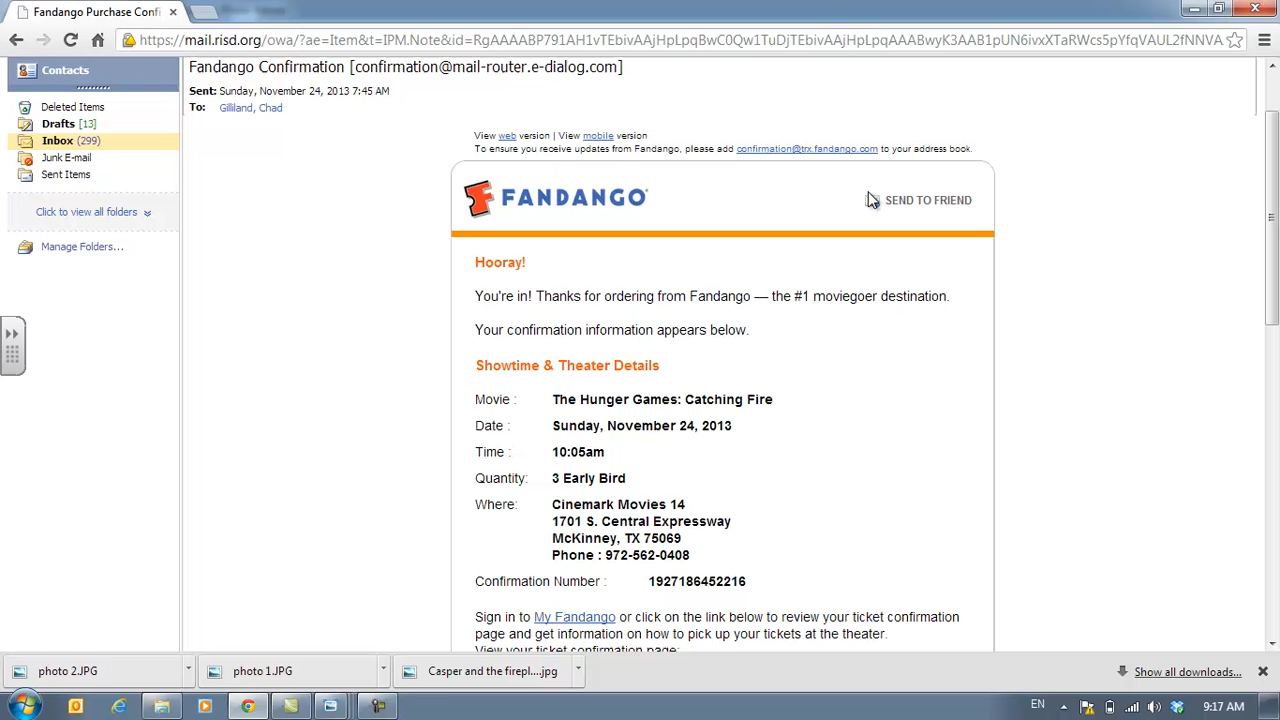 Fandango Purchase Confi
https://mail.risd.org/owa/?ae=Item&t=IPM.Note&id=RgAAAABP791AH1vTEbivAAjHpLpqBwC0Qw1TuDjTEbivAAjHpLpqAAABwyK3AAB1pUN6ivxXTaRWcs5pYfqVAUL2fNNVA
Contacts
Deleted Items
Drafts [13]
Inbox (299)
Junk E-mail
Sent Items
Click to view all folders
Manage Folders...
Fandango Confirmation [confirmation@mail-router.e-dialog.com]
Sent: Sunday, November 24, 2013 7:45 AM
To: Gilliland, Chad
View web version | View mobile version
To ensure you receive updates from Fandango, please add confirmation@trx.fandango.com to your address book.
FANDANGO
SEND TO FRIEND
Hooray!
You're in! Thanks for ordering from Fandango — the #1 moviegoer destination.
Your confirmation information appears below.
Showtime & Theater Details
Movie : The Hunger Games: Catching Fire
Date : Sunday, November 24, 2013
Time : 10:05am
Quantity: 3 Early Bird
Where: Cinemark Movies 14
1701 S. Central Expressway
McKinney, TX 75069
Phone : 972-562-0408
Confirmation Number : 1927186452216
Sign in to My Fandango or click on the link below to review your ticket confirmation
page and get information on how to pick up your tickets at the theater.
View your ticket confirmation page:
photo 2.JPG
photo 1.JPG
Casper and the firepl....jpg
Show all downloads...
EN
9:17 AM